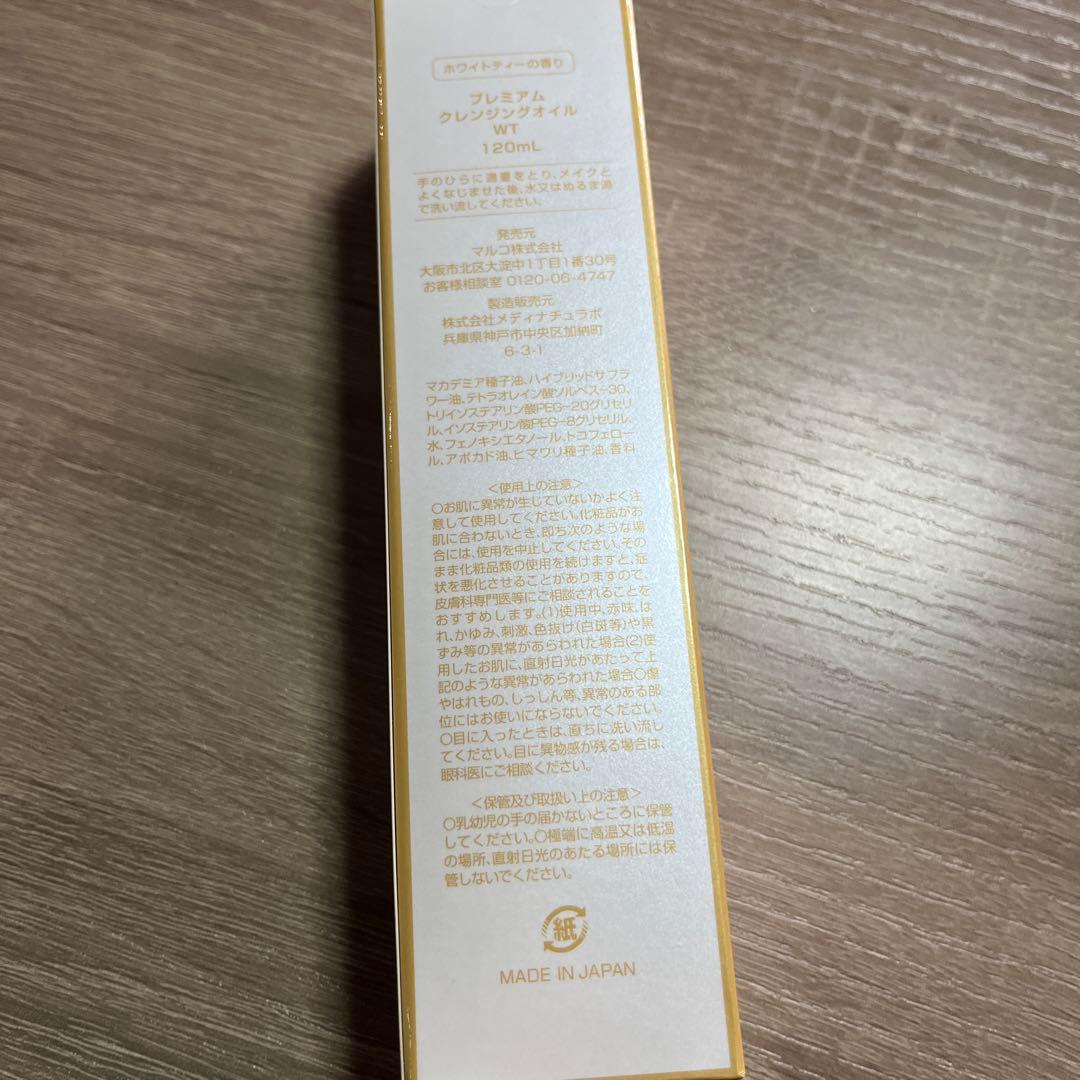 ホワイトティーの香り
プレミアム
クレンジングオイル
WT
120mL
手のひらに適量をとり、メイクと
よくなじませた後、水又はぬるま湯
で洗い流してください。
発売元
マルコ株式会社
大阪市北区大淀中1丁目1番30号
お客様相談室 0120-06-4747
製造販売元
株式会社メディナチュラボ
兵庫県神戸市中央区加納町
6-3-1
マカデミア種子油、ハイブリッドサフラ
ワー油、テトラオレイン酸ソルベス-30、
トリイソステアリン酸PEG-20グリセリ
ル、イソステアリン酸PEG-8グリセリル、
水、フェノキシエタノール、トコフェロー
ル、アボカド油、ヒマワリ種子油、香料
<使用上の注意>
○お肌に異常が生じていないかよく注
意して使用してください。化粧品がお
肌に合わないとき、即ち次のような場
合には、使用を中止してください。その
まま化粧品類の使用を続けますと、症
状を悪化させることがありますので、
皮膚科専門医等にご相談されることを
おすすめします。(1)使用中、赤味、は
れ、かゆみ、刺激、色抜け(白斑等)や黒
ずみ等の異常があらわれた場合(2)使
用したお肌に、直射日光があたって上
記のような異常があらわれた場合○傷
やはれもの、しっしん等、異常のある部
位にはお使いにならないでください。
○目に入ったときは、直ちに洗い流し
てください。目に異物感が残る場合は、
眼科医にご相談ください。
<保管及び取扱い上の注意>
○乳幼児の手の届かないところに保管
してください。○極端に高温又は低温
の場所、直射日光のあたる場所には保
管しないでください。
紙
MADE IN JAPAN